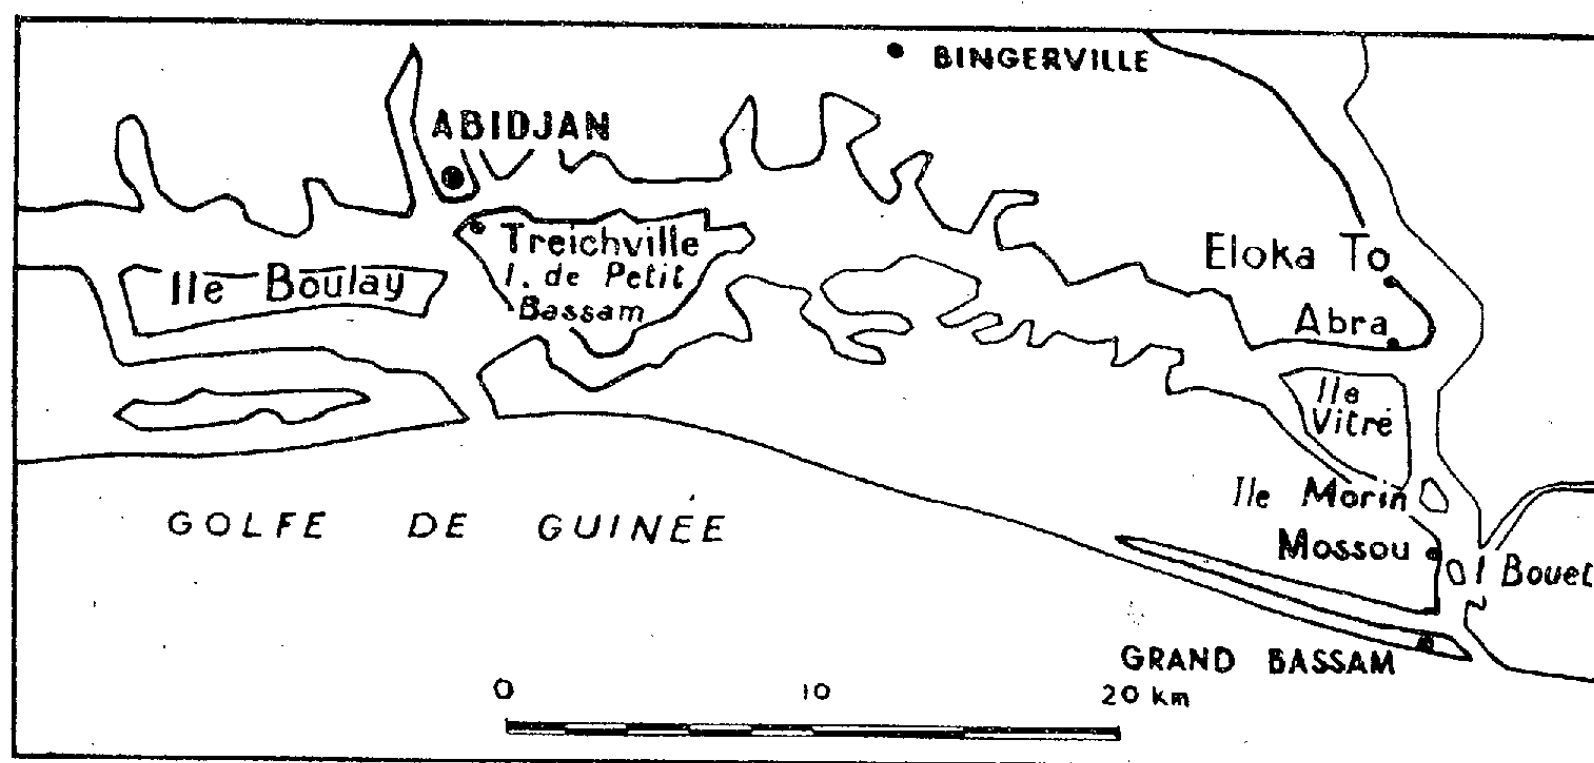 BINGERVILLE
ABIDJAN
Treichville
I. de Petit
Bassam
Ile Boulay
Eloka To
Abra
Ile
Vitré
Ile Morin
GOLFE DE GUINÉE
Mossou
I Bouet
GRAND BASSAM
0 10 20 km